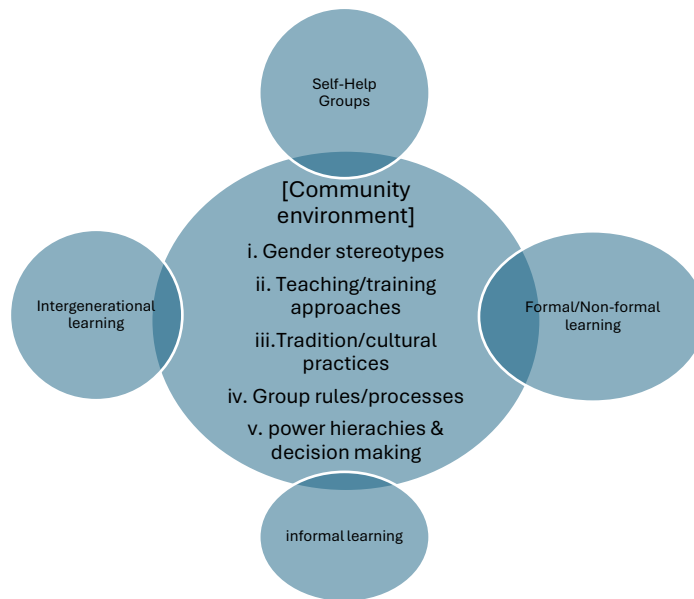 Self-Help
Groups
[Community
environment]
i. Gender stereotypes
ii. Teaching/training
approaches
iii.Tradition/cultural
practices
iv. Group rules/processes
v. power hierachies &
decision making
Intergenerational
learning
Formal/Non-formal
learning
informal learning